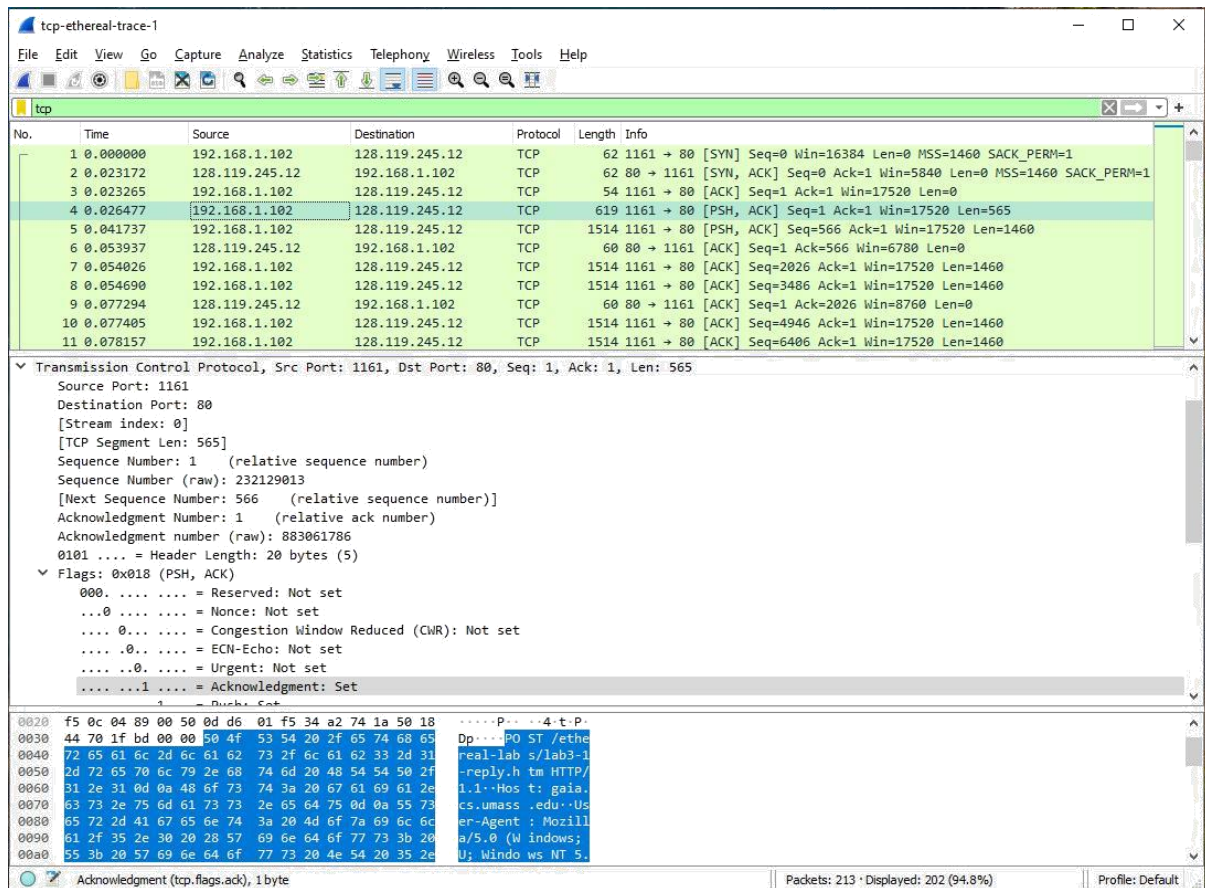 tcp-ethereal-trace-1
File Edit View Go Capture Analyze Statistics Telephony Wireless Tools Help
tcp
No. Time Source Destination Protocol Length Info
1 0.000000 192.168.1.102 128.119.245.12 TCP 62 1161 → 80 [SYN] Seq=0 Win=16384 Len=0 MSS=1460 SACK_PERM=1
2 0.023172 128.119.245.12 192.168.1.102 TCP 62 80 → 1161 [SYN, ACK] Seq=0 Ack=1 Win=5840 Len=0 MSS=1460 SACK_PERM=1
3 0.023265 192.168.1.102 128.119.245.12 TCP 54 1161 → 80 [ACK] Seq=1 Ack=1 Win=17520 Len=0
4 0.026477 192.168.1.102 128.119.245.12 TCP 619 1161 → 80 [PSH, ACK] Seq=1 Ack=1 Win=17520 Len=565
5 0.041737 192.168.1.102 128.119.245.12 TCP 1514 1161 → 80 [PSH, ACK] Seq=566 Ack=1 Win=17520 Len=1460
6 0.053937 128.119.245.12 192.168.1.102 TCP 60 80 → 1161 [ACK] Seq=1 Ack=566 Win=6780 Len=0
7 0.054026 192.168.1.102 128.119.245.12 TCP 1514 1161 → 80 [ACK] Seq=2026 Ack=1 Win=17520 Len=1460
8 0.054690 192.168.1.102 128.119.245.12 TCP 1514 1161 → 80 [ACK] Seq=3486 Ack=1 Win=17520 Len=1460
9 0.077294 128.119.245.12 192.168.1.102 TCP 60 80 → 1161 [ACK] Seq=1 Ack=2026 Win=8760 Len=0
10 0.077405 192.168.1.102 128.119.245.12 TCP 1514 1161 → 80 [ACK] Seq=4946 Ack=1 Win=17520 Len=1460
11 0.078157 192.168.1.102 128.119.245.12 TCP 1514 1161 → 80 [ACK] Seq=6406 Ack=1 Win=17520 Len=1460
Transmission Control Protocol, Src Port: 1161, Dst Port: 80, Seq: 1, Ack: 1, Len: 565
Source Port: 1161
Destination Port: 80
[Stream index: 0]
[TCP Segment Len: 565]
Sequence Number: 1 (relative sequence number)
Sequence Number (raw): 232129013
[Next Sequence Number: 566 (relative sequence number)]
Acknowledgment Number: 1 (relative ack number)
Acknowledgment number (raw): 883061786
0101 .... = Header Length: 20 bytes (5)
Flags: 0x018 (PSH, ACK)
000. .... .... = Reserved: Not set
...0 .... .... = Nonce: Not set
.... 0... .... = Congestion Window Reduced (CWR): Not set
.... .0.. .... = ECN-Echo: Not set
.... ..0. .... = Urgent: Not set
.... ...1 .... = Acknowledgment: Set
1... = Push: Set
0020 f5 0c 04 89 00 50 0d d6 01 f5 34 a2 74 1a 50 18 ·····P·· ··4·t·P·
0030 44 70 1f bd 00 00 50 4f 53 54 20 2f 65 74 68 65 Dp····PO ST /ethe
0040 72 65 61 6c 2d 6c 61 62 73 2f 6c 61 62 33 2d 31 real-lab s/lab3-1
0050 2d 72 65 70 6c 79 2e 68 74 6d 20 48 54 54 50 2f -reply.h tm HTTP/
0060 31 2e 31 0d 0a 48 6f 73 74 3a 20 67 61 69 61 2e 1.1··Hos t: gaia.
0070 63 73 2e 75 6d 61 73 73 2e 65 64 75 0d 0a 55 73 cs.umass .edu··Us
0080 65 72 2d 41 67 65 6e 74 3a 20 4d 6f 7a 69 6c 6c er-Agent : Mozill
0090 61 2f 35 2e 30 20 28 57 69 6e 64 6f 77 73 3b 20 a/5.0 (W indows;
00a0 55 3b 20 57 69 6e 64 6f 77 73 20 4e 54 20 35 2e U; Windo ws NT 5.
Acknowledgment (tcp.flags.ack), 1 byte Packets: 213 · Displayed: 202 (94.8%) Profile: Default